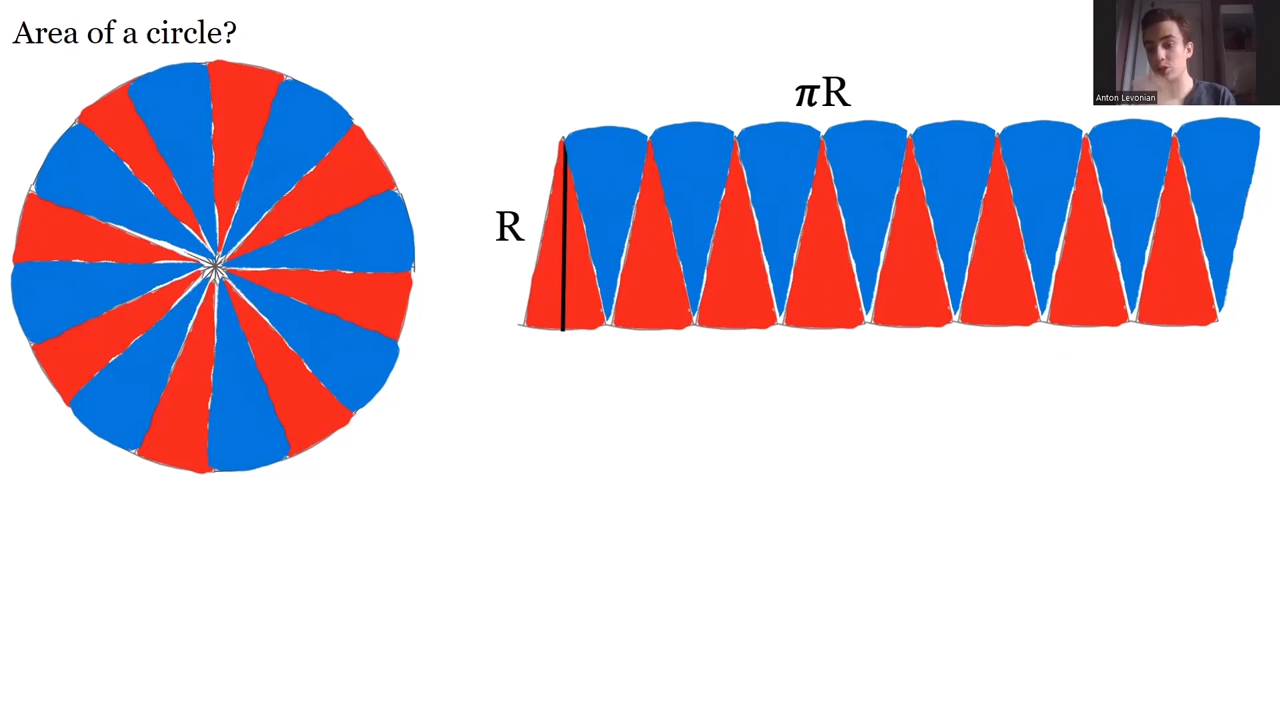 Area of a circle?
πR
R
Anton Levonian